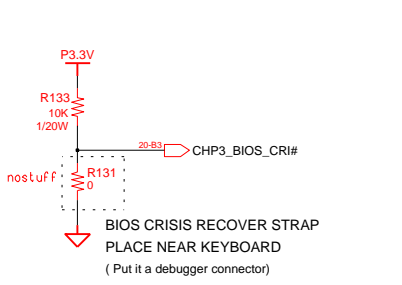 P3.3V
R133
10K
1/20W
20-B3
CHP3_BIOS_CRI#
nostuff
R131
0
BIOS CRISIS RECOVER STRAP
PLACE NEAR KEYBOARD
( Put it a debugger connector)